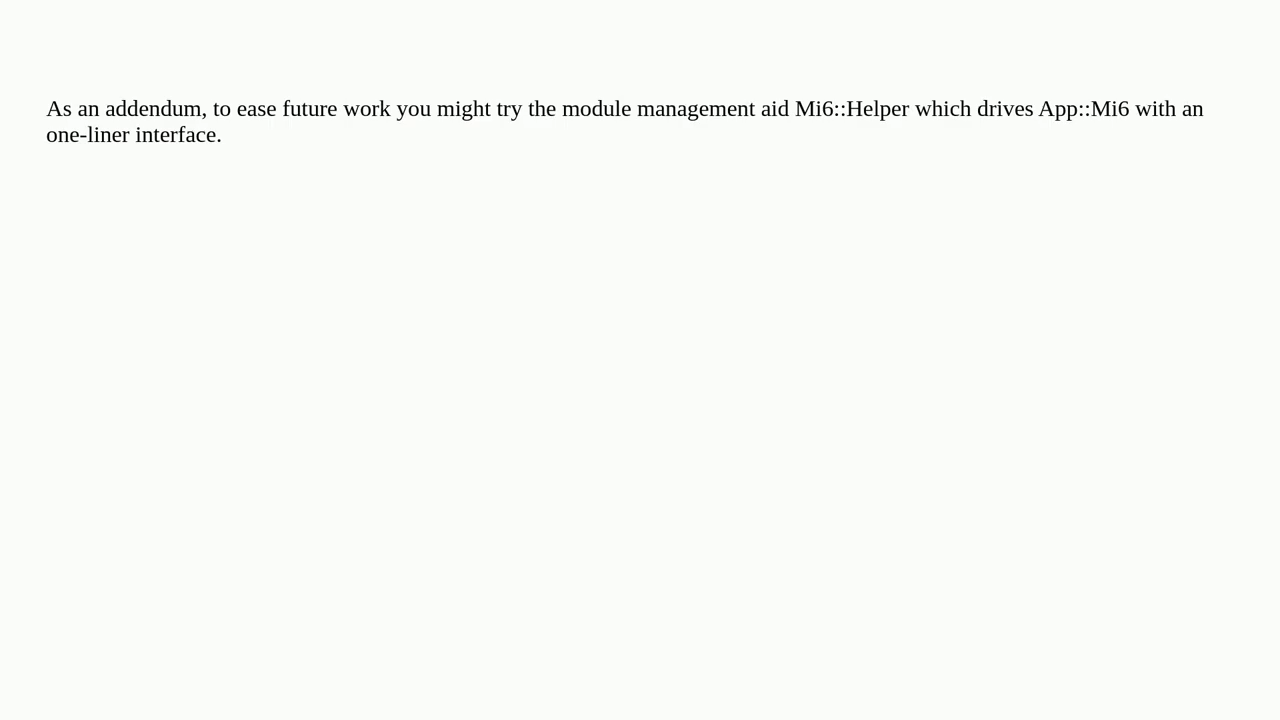 As an addendum, to ease future work you might try the module management aid Mi6::Helper which drives App::Mi6 with an
one-liner interface.